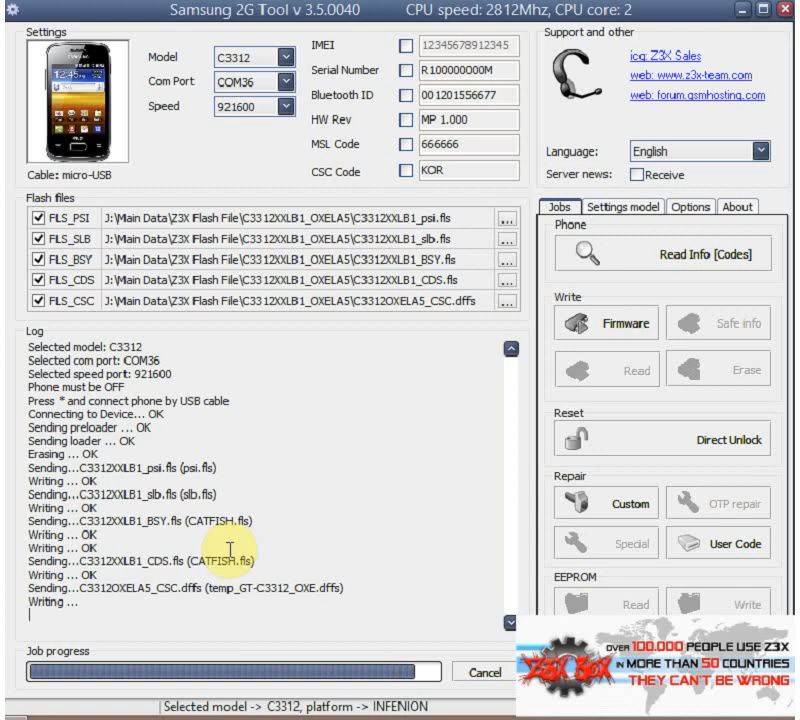 Samsung 2G Tool v 3.5.0040 CPU speed: 2812Mhz, CPU core: 2
Settings
Cable: micro-USB
Model C3312
Com Port COM36
Speed 921600
IMEI 12345678912345
Serial Number R100000000M
Bluetooth ID 001201556677
HW Rev MP 1.000
MSL Code 666666
CSC Code KOR
Support and other
icq: Z3X Sales
web: www.z3x-team.com
web: forum.gsmhosting.com
Language: English
Server news: Receive
Flash files
FLS_PSI J:\Main Data\Z3X Flash File\C3312XXLB1_OXELA5\C3312XXLB1_psi.fls ...
FLS_SLB J:\Main Data\Z3X Flash File\C3312XXLB1_OXELA5\C3312XXLB1_slb.fls ...
FLS_BSY J:\Main Data\Z3X Flash File\C3312XXLB1_OXELA5\C3312XXLB1_BSY.fls ...
FLS_CDS J:\Main Data\Z3X Flash File\C3312XXLB1_OXELA5\C3312XXLB1_CDS.fls ...
FLS_CSC J:\Main Data\Z3X Flash File\C3312XXLB1_OXELA5\C3312OXELA5_CSC.dffs ...
Log
Selected model: C3312
Selected com port: COM36
Selected speed port: 921600
Phone must be OFF
Press * and connect phone by USB cable
Connecting to Device... OK
Sending preloader ... OK
Sending loader ... OK
Erasing ... OK
Sending...C3312XXLB1_psi.fls (psi.fls)
Writing ... OK
Sending...C3312XXLB1_slb.fls (slb.fls)
Writing ... OK
Sending...C3312XXLB1_BSY.fls (CATFISH.fls)
Writing ... OK
Writing ... OK
Sending...C3312XXLB1_CDS.fls (CATFISH.fls)
Writing ... OK
Sending...C3312OXELA5_CSC.dffs (temp_GT-C3312_OXE.dffs)
Writing ...
Jobs Settings model Options About
Phone
Read Info [Codes]
Write
Firmware Safe info
Read Erase
Reset
Direct Unlock
Repair
Custom OTP repair
Special User Code
EEPROM
Read Write
Job progress
Cancel
Selected model -> C3312, platform -> INFENION
Z3X BOX
OVER 100.000 PEOPLE USE Z3X
IN MORE THAN 50 COUNTRIES
THEY CAN'T BE WRONG